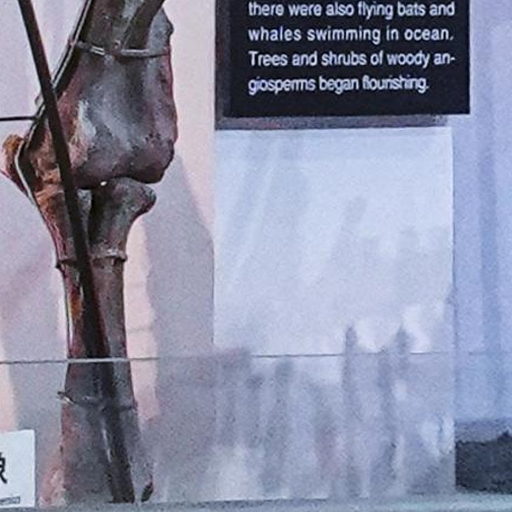 there were also flying bats and
whales swimming in ocean.
Trees and shrubs of woody an-
giosperms began flourishing.